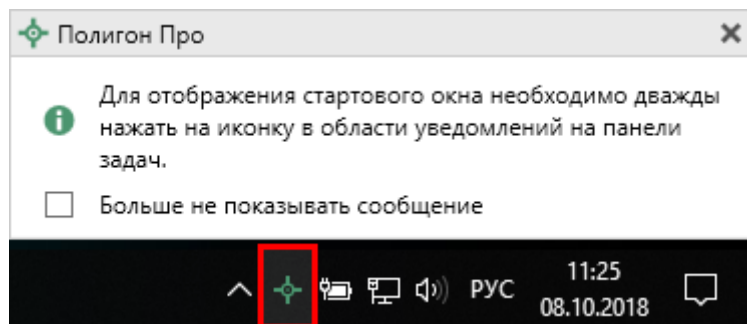 Полигон Про
Для отображения стартового окна необходимо дважды
нажать на иконку в области уведомлений на панели
задач.
Больше не показывать сообщение
РУС
11:25
08.10.2018